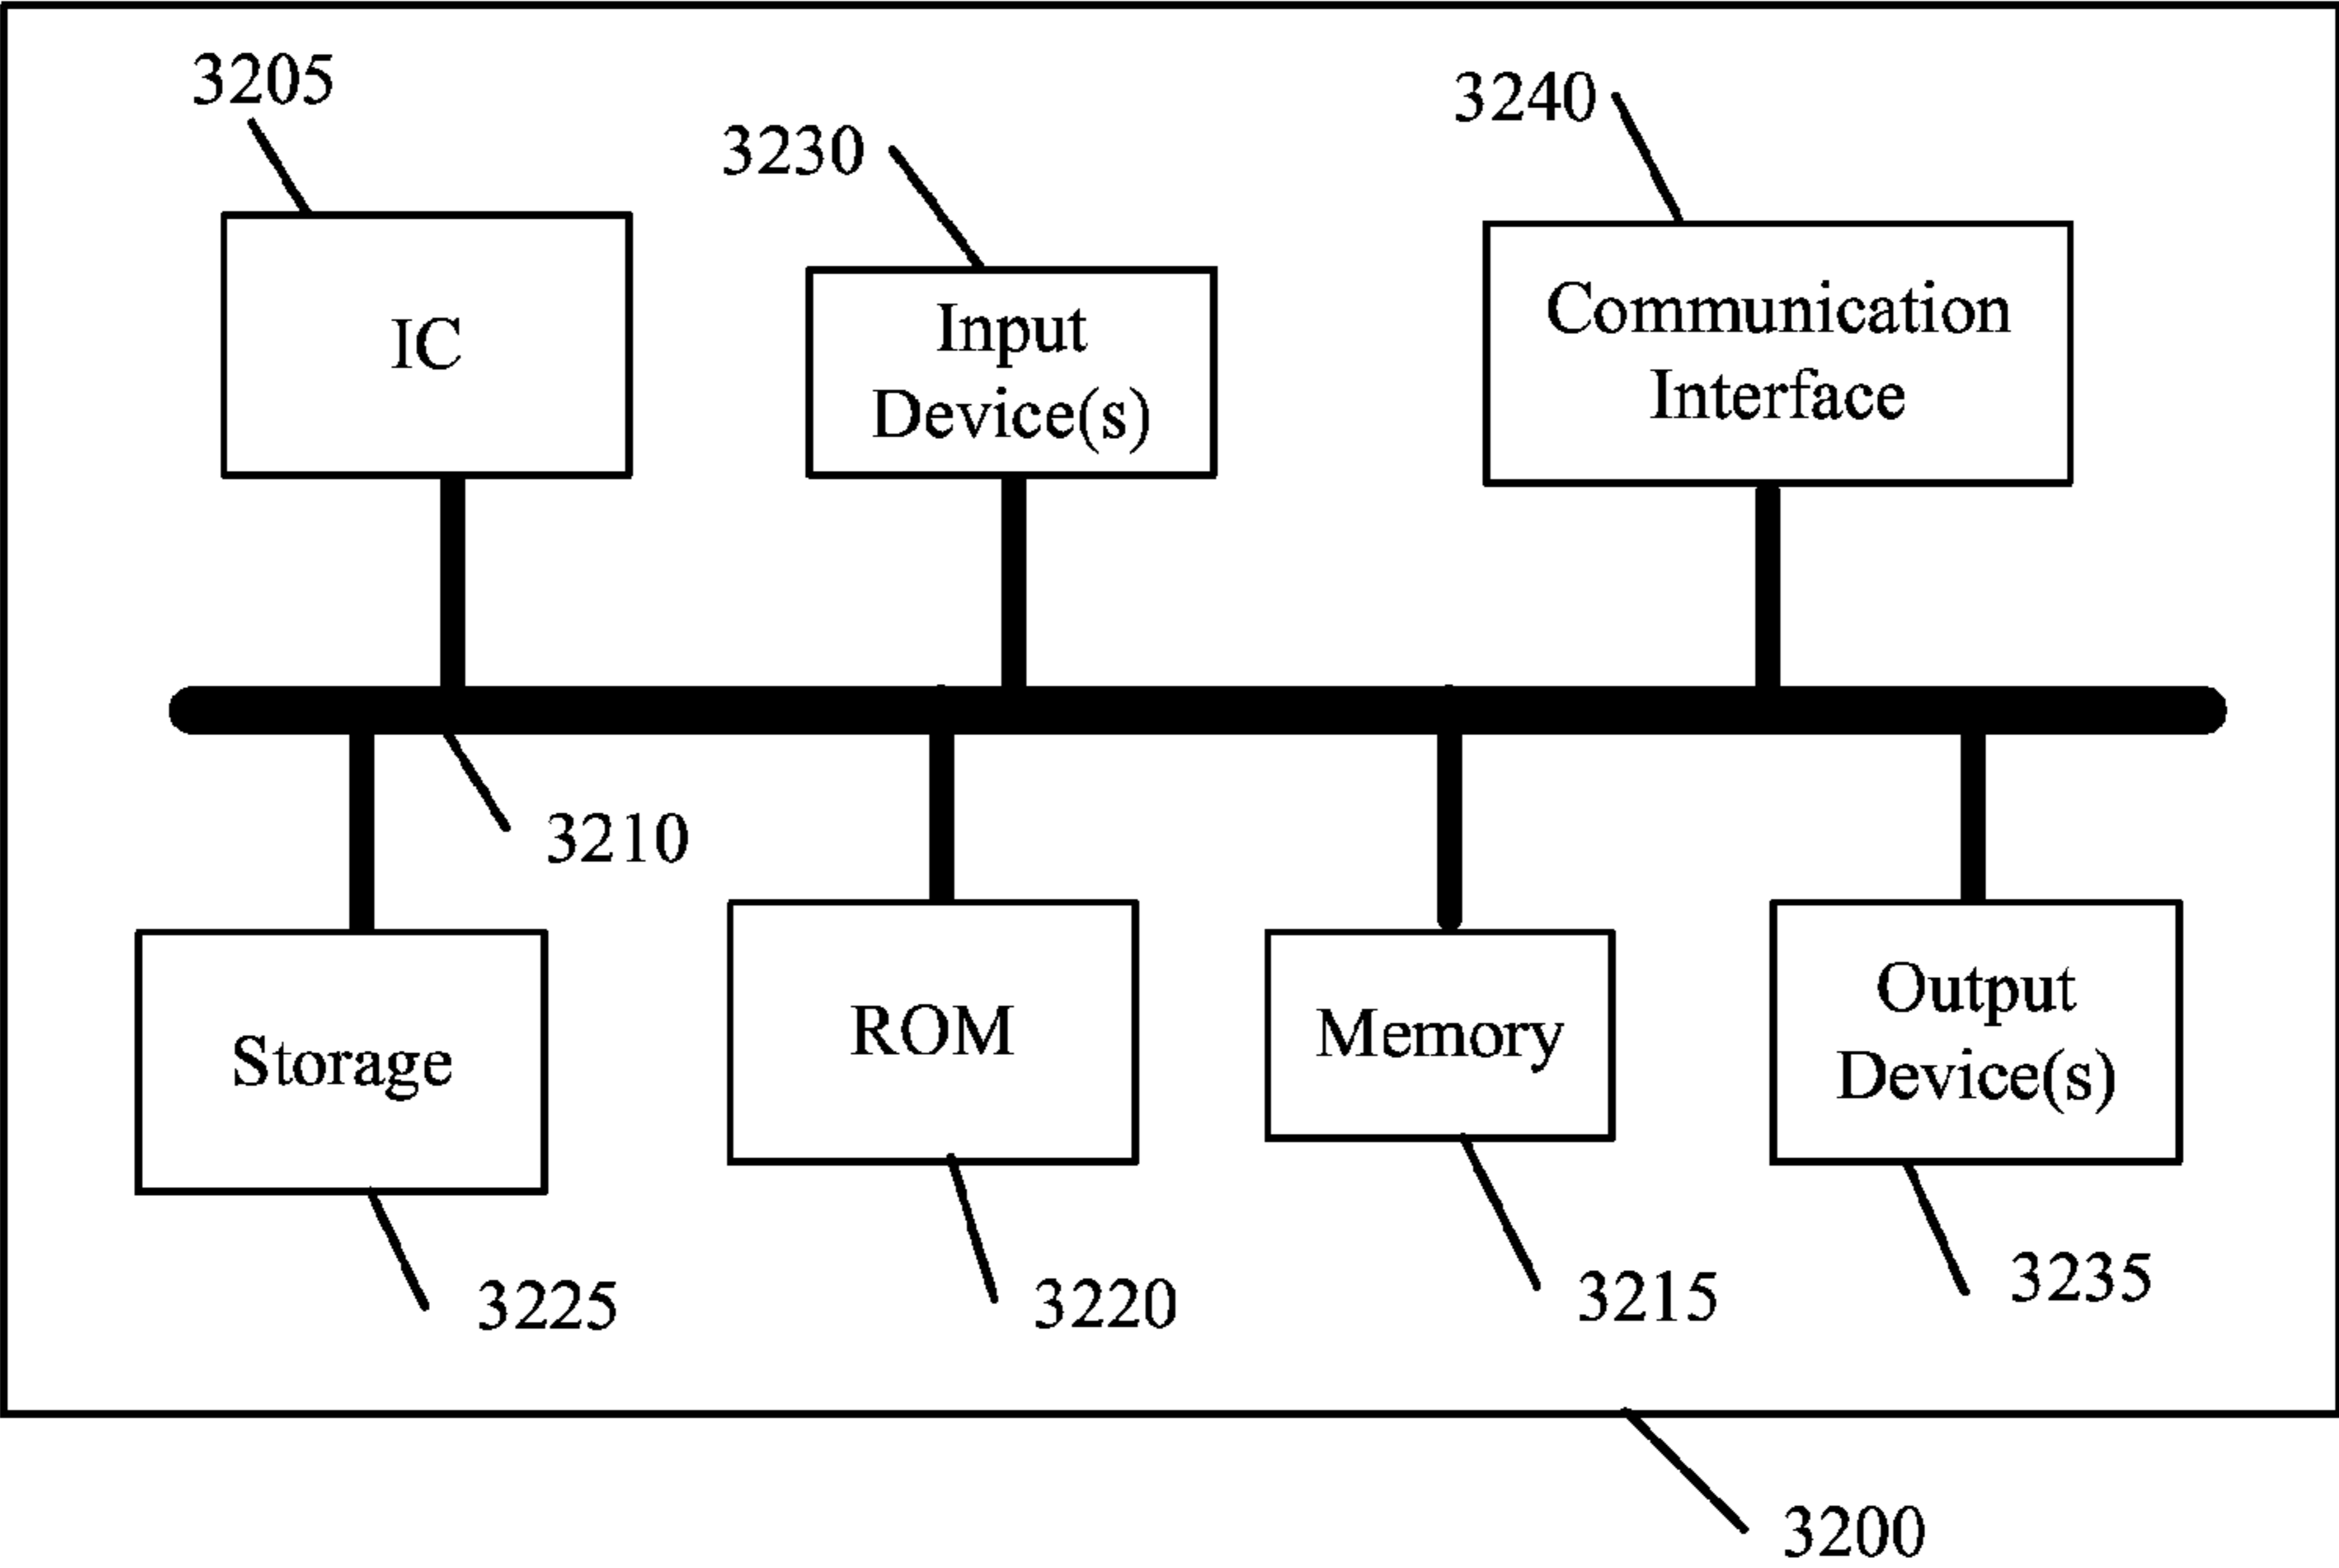 3205
3230
3240
IC
Input
Device(s)
Communication
Interface
3210
Storage
ROM
Memory
Output
Device(s)
3225
3220
3215
3235
3200